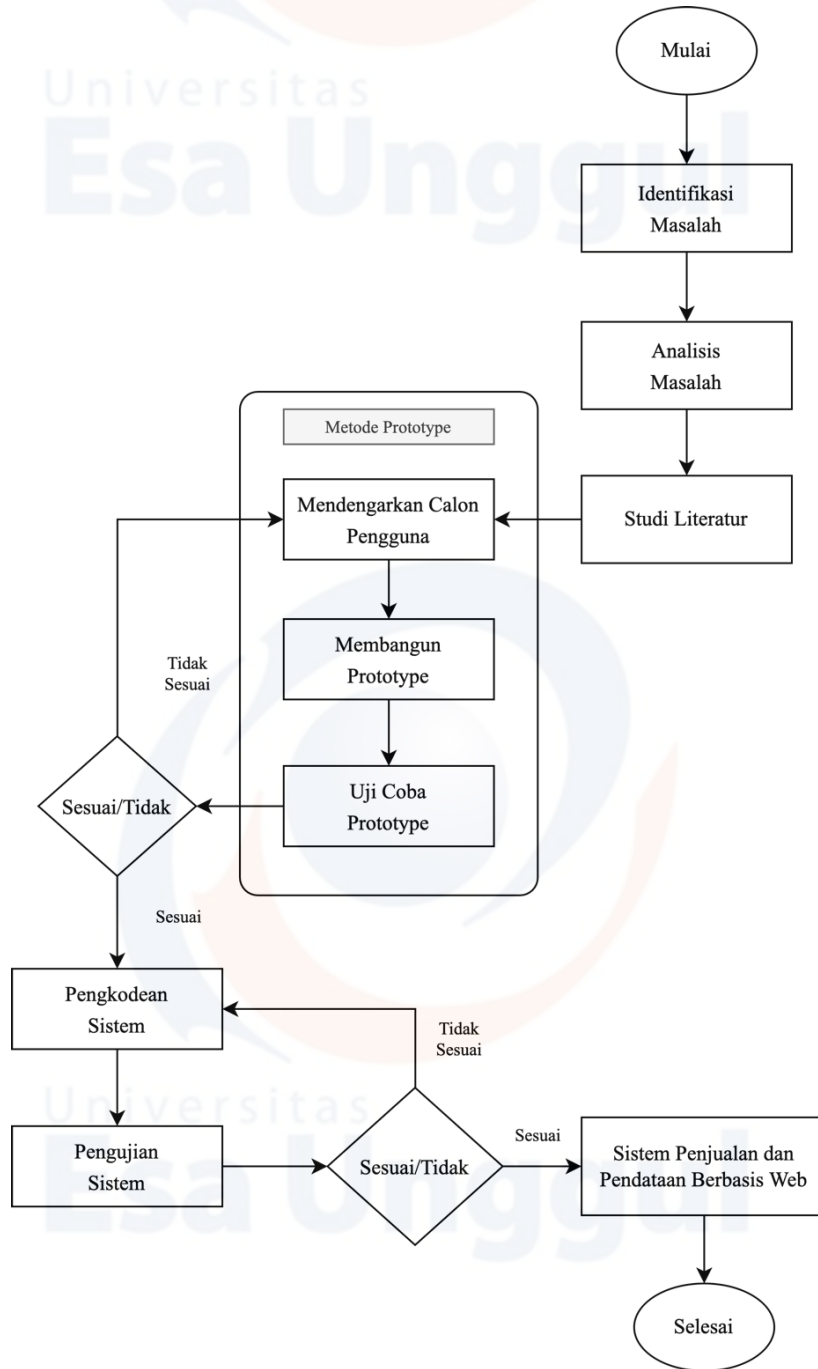 Universitas
Esa Unggul
Mulai
Identifikasi
Masalah
Analisis
Masalah
Studi Literatur
Metode Prototype
Mendengarkan Calon
Pengguna
Membangun
Prototype
Uji Coba
Prototype
Tidak
Sesuai
Sesuai/Tidak
Sesuai
Pengkodean
Sistem
Pengujian
Sistem
Tidak
Sesuai
Sesuai/Tidak
Sesuai
Sistem Penjualan dan
Pendataan Berbasis Web
Selesai
Universitas
Esa Unggul